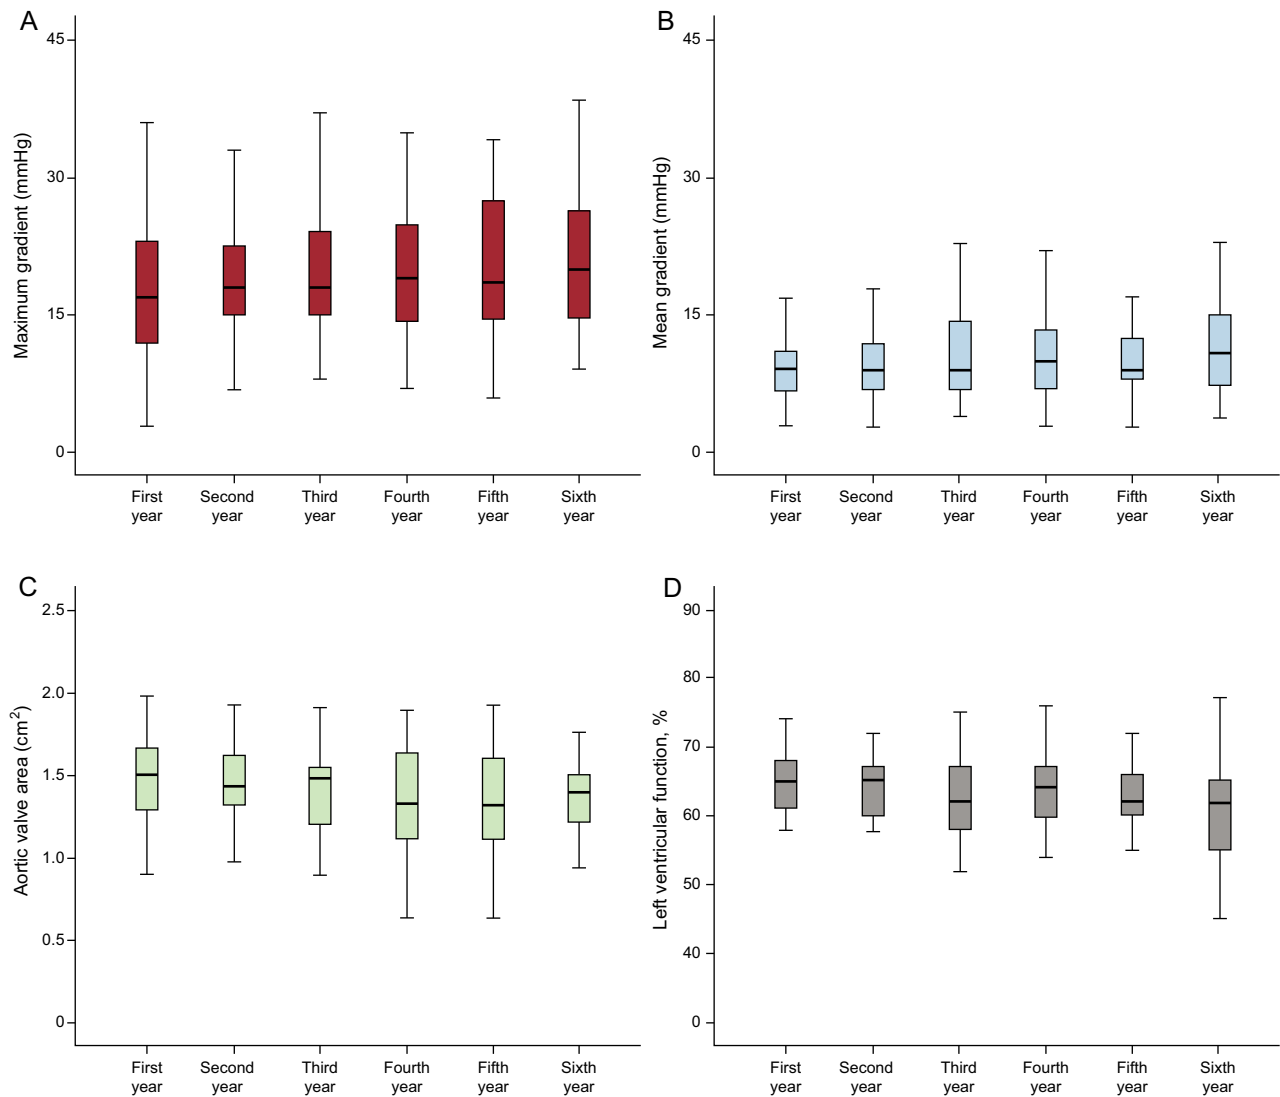 A
Maximum gradient (mmHg)
45
30
15
0
First year
Second year
Third year
Fourth year
Fifth year
Sixth year
B
Mean gradient (mmHg)
45
30
15
0
First year
Second year
Third year
Fourth year
Fifth year
Sixth year
C
Aortic valve area (cm²)
2.5
2.0
1.5
1.0
0.5
0
First year
Second year
Third year
Fourth year
Fifth year
Sixth year
D
Left ventricular function, %
90
80
70
60
50
40
0
First year
Second year
Third year
Fourth year
Fifth year
Sixth year